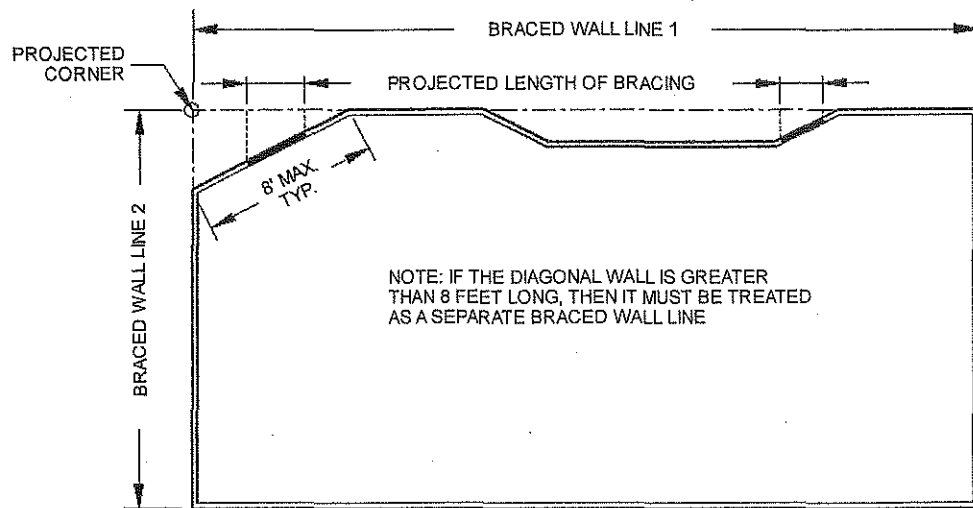 BRACED WALL LINE 1
PROJECTED
CORNER
PROJECTED LENGTH OF BRACING
8' MAX.
TYP.
BRACED WALL LINE 2
NOTE: IF THE DIAGONAL WALL IS GREATER
THAN 8 FEET LONG, THEN IT MUST BE TREATED
AS A SEPARATE BRACED WALL LINE